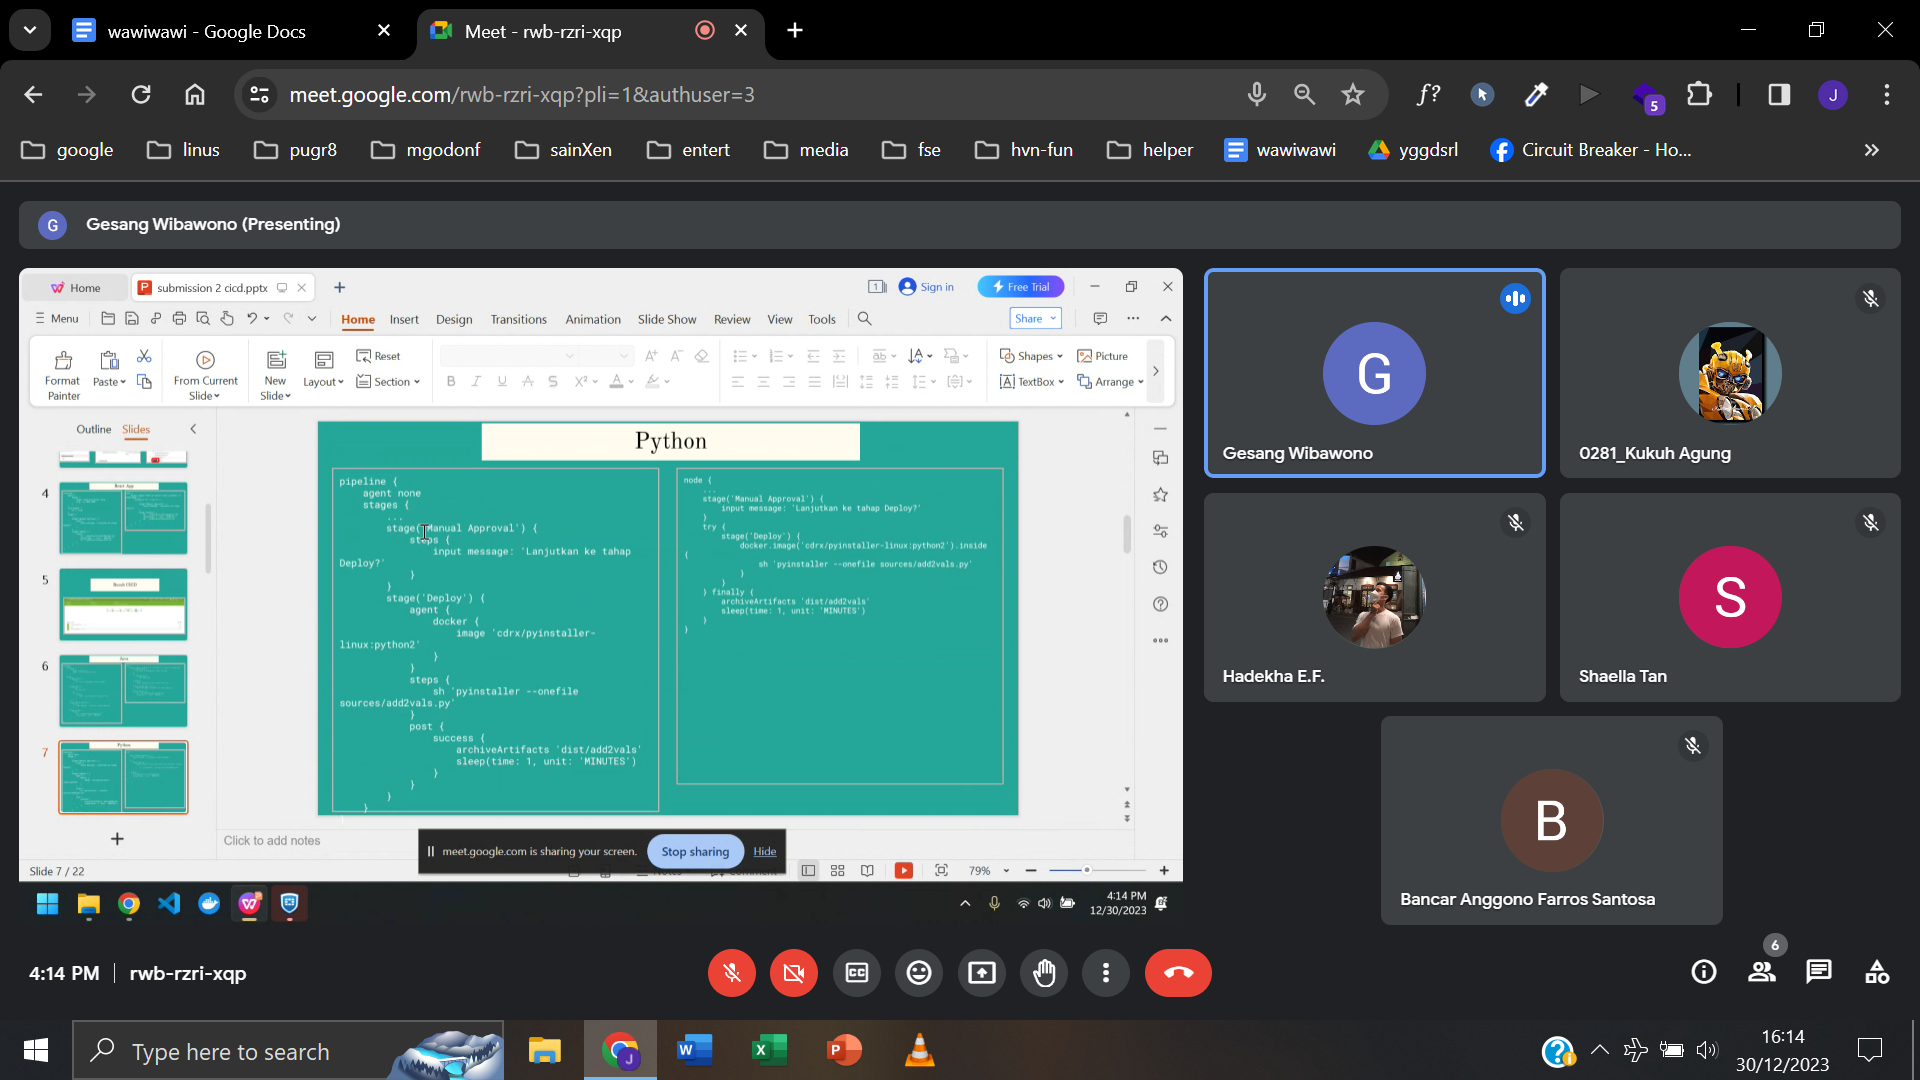 wawiwawi - Google Docs
Meet - rwb-rzri-xqp
meet.google.com/rwb-rzri-xqp?pli=1&authuser=3
f?
5
J
google
linus
pugr8
mgodonf
sainXen
entert
media
fse
hvn-fun
helper
wawiwawi
yggdsrl
Circuit Breaker - Ho...
G
Gesang Wibawono (Presenting)
Home
submission 2 cicd.pptx
Sign in
Free Trial
Menu
Home
Insert
Design
Transitions
Animation
Slide Show
Review
View
Tools
Share
Format
Painter
Paste
From Current
Slide
New
Slide
Layout
Reset
Section
Shapes
Picture
TextBox
Arrange
Outline
Slides
4
5
6
7
Python
pipeline {
agent none
stages {
...
stage('Manual Approval') {
steps {
input message: 'Lanjutkan ke tahap
Deploy?'
}
}
stage('Deploy') {
agent {
docker {
image 'cdrx/pyinstaller-
linux:python2'
}
}
steps {
sh 'pyinstaller --onefile
sources/add2vals.py'
}
post {
success {
archiveArtifacts 'dist/add2vals'
sleep(time: 1, unit: 'MINUTES')
}
}
}
}
node {
...
stage('Manual Approval') {
input message: 'Lanjutkan ke tahap Deploy?'
}
try {
stage('Deploy') {
docker.image('cdrx/pyinstaller-linux:python2').inside
{
sh 'pyinstaller --onefile sources/add2vals.py'
}
}
} finally {
archiveArtifacts 'dist/add2vals'
sleep(time: 1, unit: 'MINUTES')
}
}
Click to add notes
meet.google.com is sharing your screen.
Stop sharing
Hide
Slide 7 / 22
79%
4:14 PM
12/30/2023
G
Gesang Wibawono
0281_Kukuh Agung
Hadekha E.F.
S
Shaella Tan
B
Bancar Anggono Farros Santosa
4:14 PM
rwb-rzri-xqp
6
Type here to search
16:14
30/12/2023